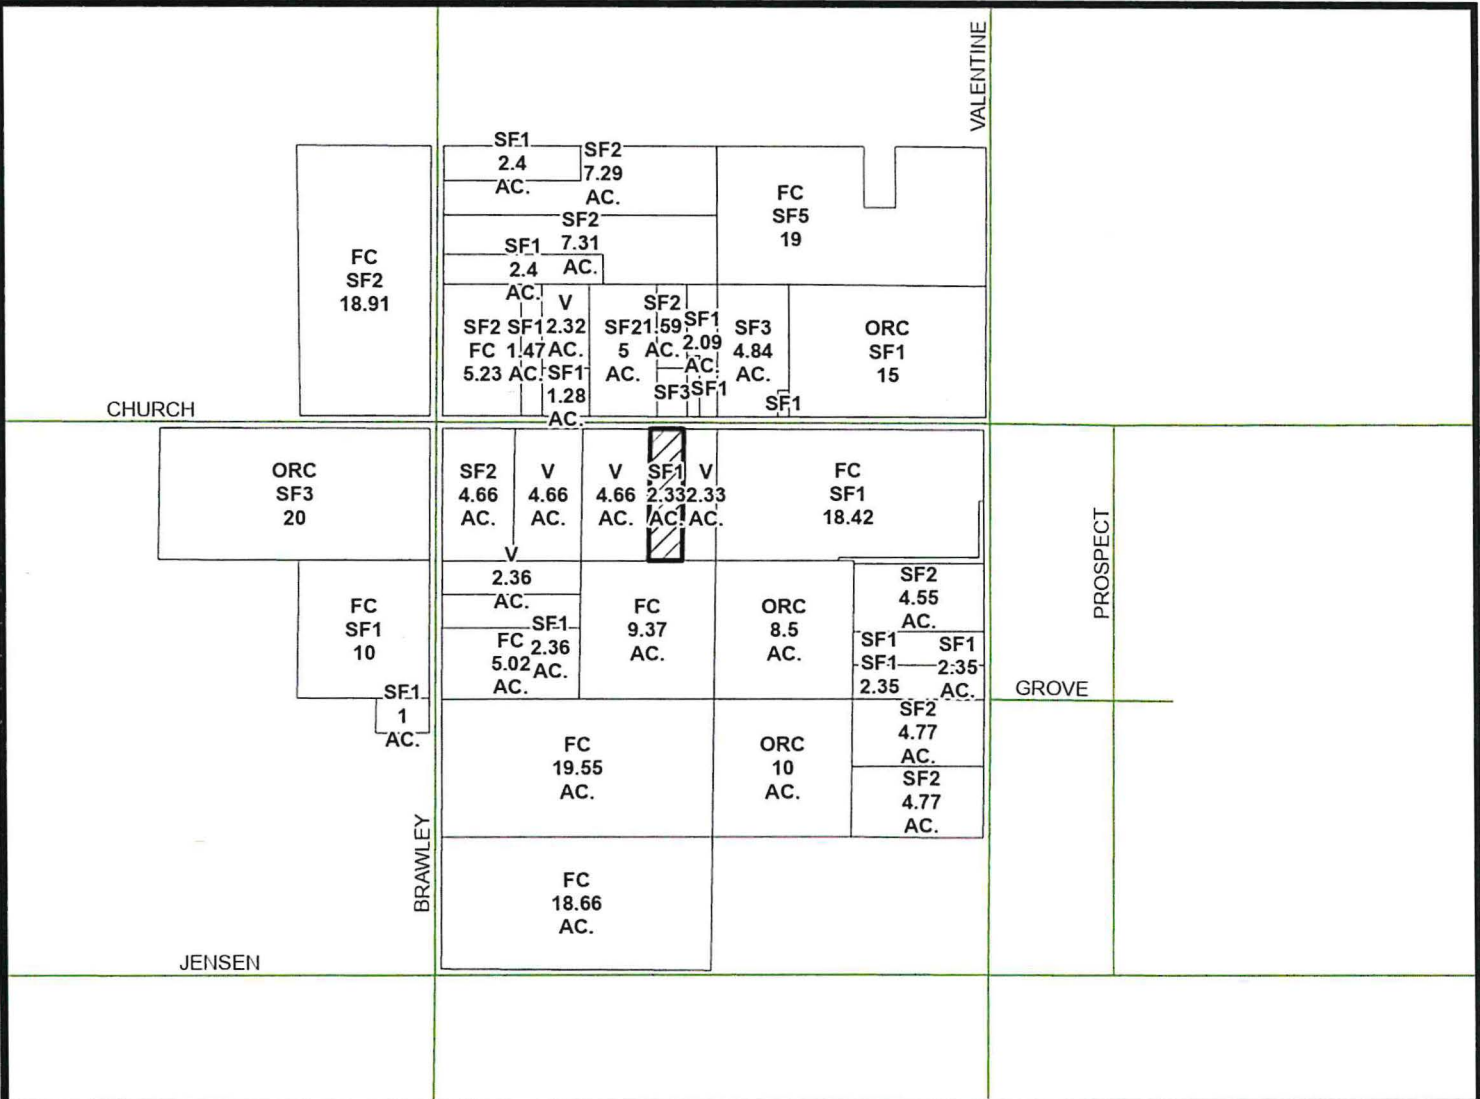 VALENTINE
SF1
2.4
AC.
SF2
7.29
AC.
FC
SF5
19
SF2
7.31
AC.
SF1
2.4
AC.
FC
SF2
18.91
SF2
FC
5.23
SF1
1.47
AC.
V
2.32
AC.
SF1
1.28
AC.
SF2
5
AC.
SF2
1.59
AC.
SF3
SF1
2.09
AC.
SF1
SF3
4.84
AC.
SF1
ORC
SF1
15
CHURCH
ORC
SF3
20
SF2
4.66
AC.
V
4.66
AC.
V
4.66
AC.
SF1
2.33
AC.
V
2.33
AC.
FC
SF1
18.42
PROSPECT
V
2.36
AC.
FC
SF1
10
SF1
2.36
AC.
FC
5.02
AC.
FC
9.37
AC.
ORC
8.5
AC.
SF2
4.55
AC.
SF1
SF1
2.35
SF1
2.35
AC.
GROVE
SF1
1
AC.
FC
19.55
AC.
ORC
10
AC.
SF2
4.77
AC.
SF2
4.77
AC.
BRAWLEY
FC
18.66
AC.
JENSEN